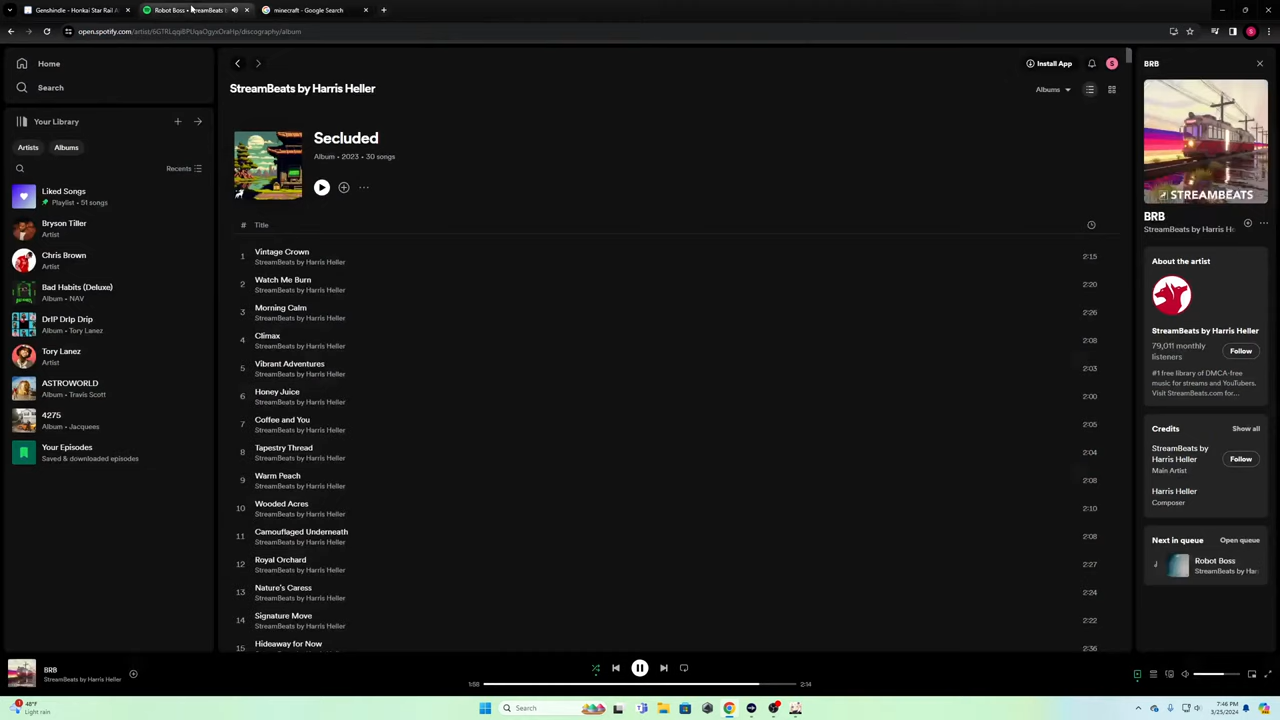 Genshindle - Honkai Star Rail A
Robot Boss • StreamBeats
minecraft - Google Search
open.spotify.com/artist/6GTRLqqiBPUqaOgyxOraHp/discography/album
Home
Search
Your Library
Artists
Albums
Recents
Liked Songs
Playlist • 51 songs
Bryson Tiller
Artist
Chris Brown
Artist
Bad Habits (Deluxe)
Album • NAV
DrIP DrIp Drip
Album • Tory Lanez
Tory Lanez
Artist
ASTROWORLD
Album • Travis Scott
4275
Album • Jacquees
Your Episodes
Saved & downloaded episodes
Install App
S
StreamBeats by Harris Heller
Albums
Secluded
Album • 2023 • 30 songs
# Title
1 Vintage Crown 2:15
StreamBeats by Harris Heller
2 Watch Me Burn 2:20
StreamBeats by Harris Heller
3 Morning Calm 2:26
StreamBeats by Harris Heller
4 Climax 2:08
StreamBeats by Harris Heller
5 Vibrant Adventures 2:03
StreamBeats by Harris Heller
6 Honey Juice 2:00
StreamBeats by Harris Heller
7 Coffee and You 2:05
StreamBeats by Harris Heller
8 Tapestry Thread 2:04
StreamBeats by Harris Heller
9 Warm Peach 2:08
StreamBeats by Harris Heller
10 Wooded Acres 2:10
StreamBeats by Harris Heller
11 Camouflaged Underneath 2:08
StreamBeats by Harris Heller
12 Royal Orchard 2:27
StreamBeats by Harris Heller
13 Nature's Caress 2:24
StreamBeats by Harris Heller
14 Signature Move 2:22
StreamBeats by Harris Heller
15 Hideaway for Now 2:36
BRB
STREAMBEATS
BRB
StreamBeats by Harris He
About the artist
StreamBeats by Harris Heller
79,011 monthly
listeners
Follow
#1 free library of DMCA-free
music for streams and YouTubers.
Visit StreamBeats.com for...
Credits Show all
StreamBeats by
Harris Heller
Main Artist
Follow
Harris Heller
Composer
Next in queue Open queue
Robot Boss
StreamBeats by Har
BRB
StreamBeats by Harris Heller
1:58
2:14
48°F
Light rain
Search
7:46 PM
3/25/2024